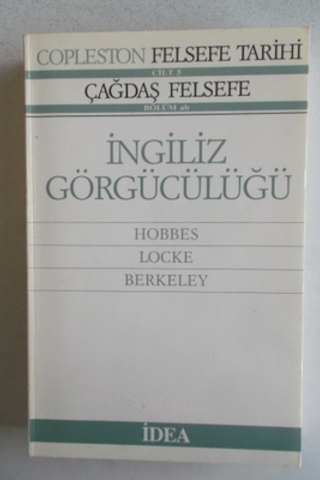 COPLESTON FELSEFE TARİHİ
CİLT 5
ÇAĞDAŞ FELSEFE
BÖLÜM ab
İNGİLİZ
GÖRGÜCÜLÜĞÜ
HOBBES
LOCKE
BERKELEY
İDEA